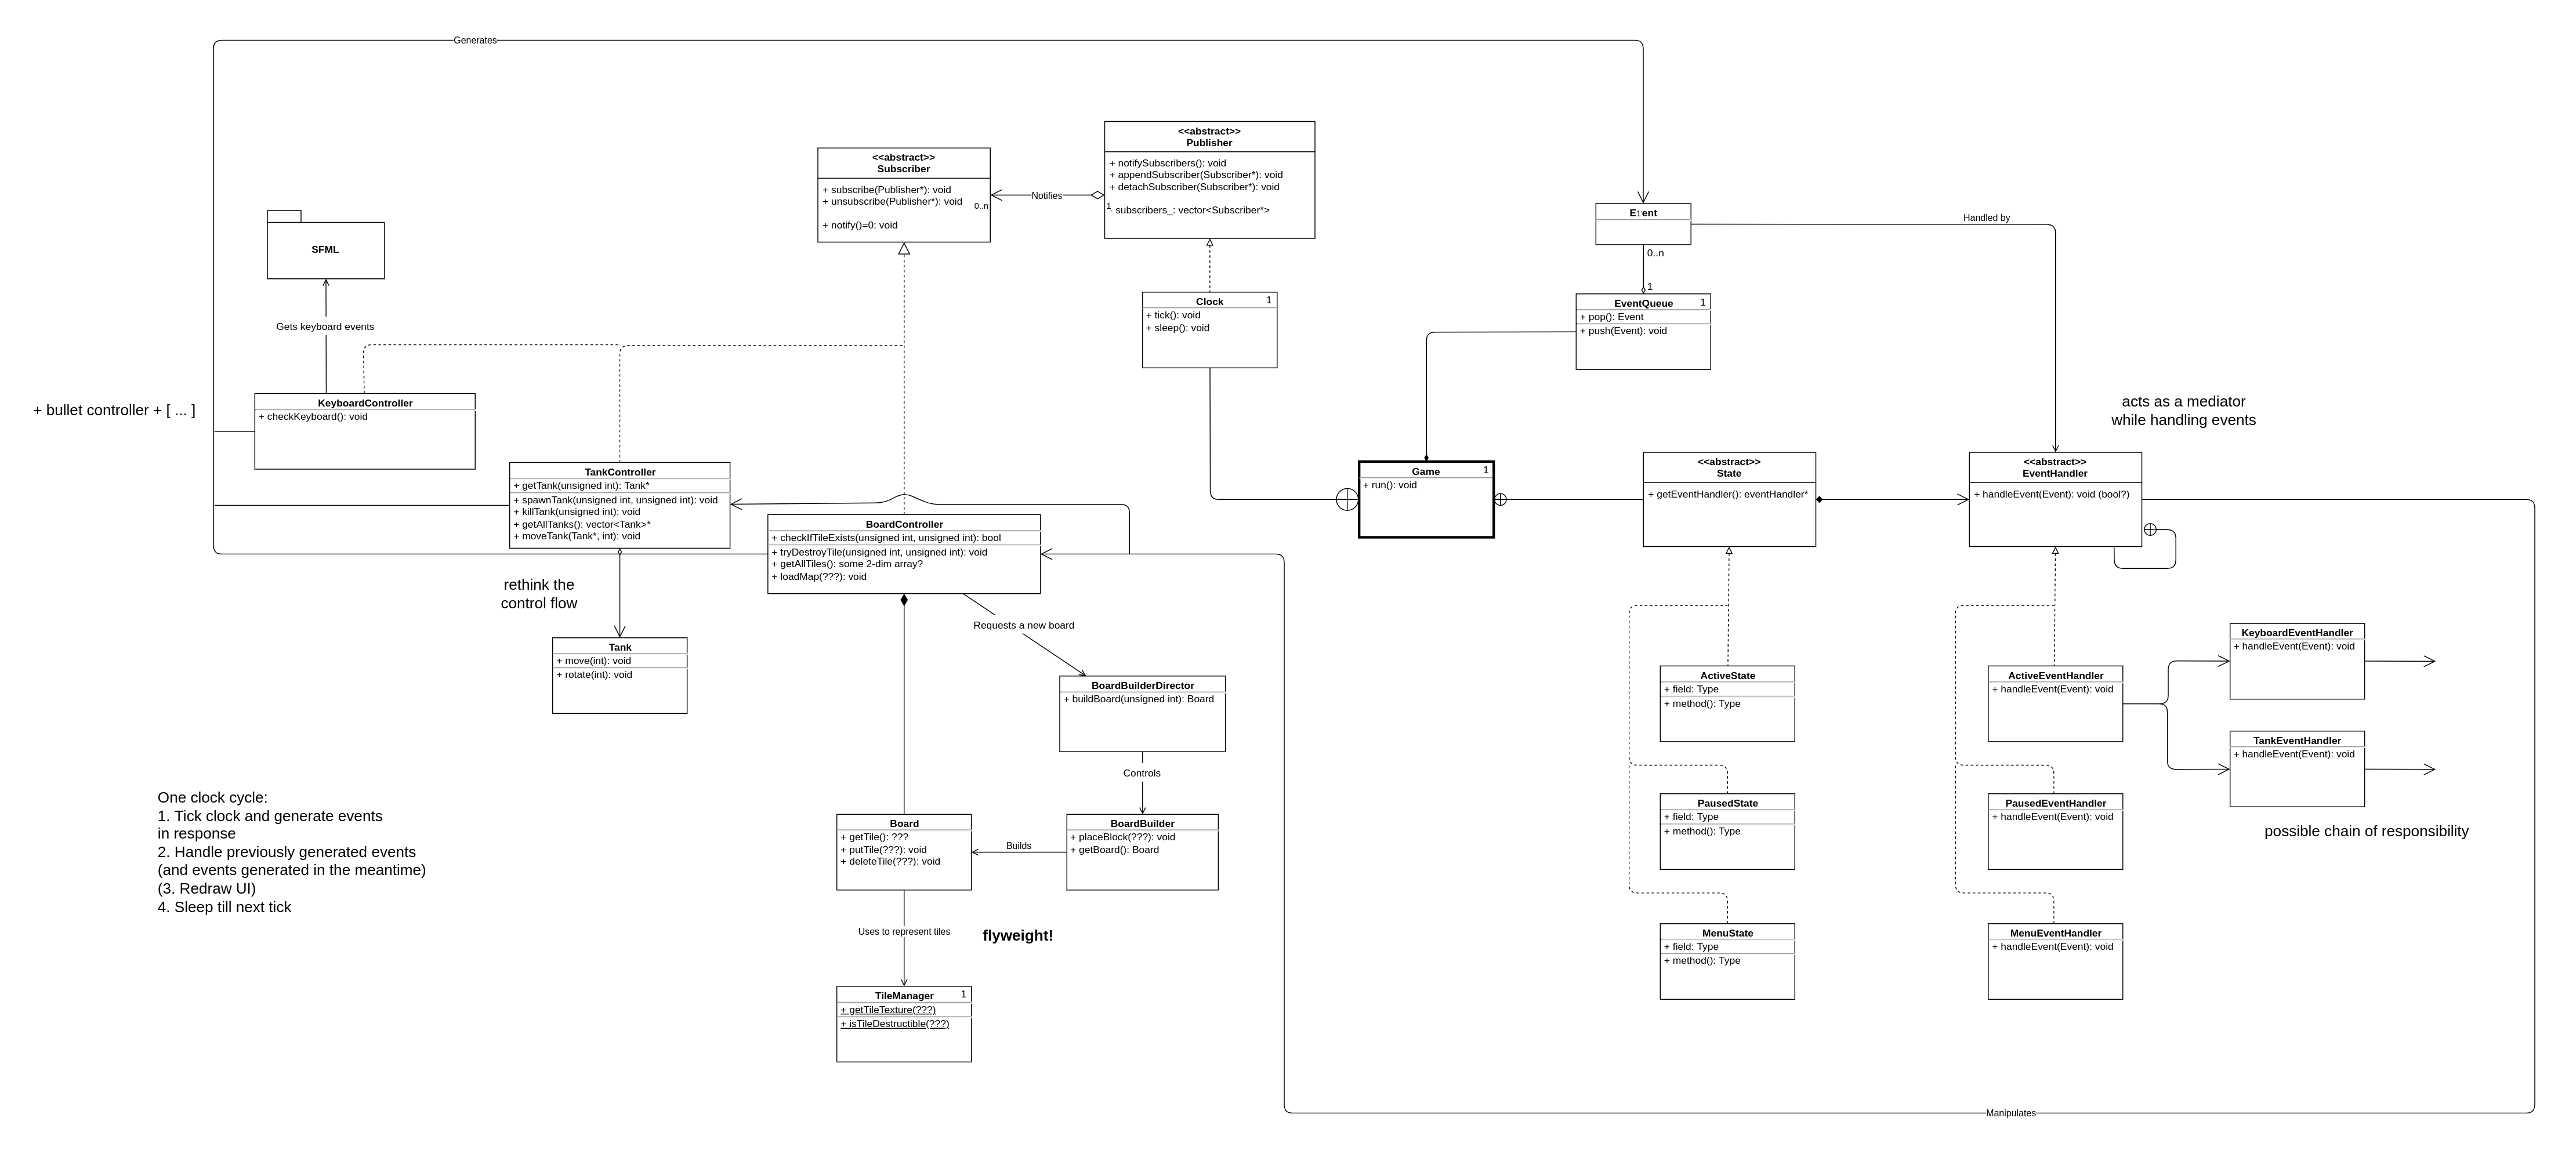 Generates
<<abstract>>
Publisher
+ notifySubscribers(): void
+ appendSubscriber(Subscriber*): void
+ detachSubscriber(Subscriber*): void
1
- subscribers_: vector<Subscriber*>
<<abstract>>
Subscriber
+ subscribe(Publisher*): void
+ unsubscribe(Publisher*): void
0..n
+ notify()=0: void
Notifies
SFML
Gets keyboard events
KeyboardController
+ checkKeyboard(): void
+ bullet controller + [ ... ]
Clock
1
+ tick(): void
+ sleep(): void
1
Handled by
0..n
1
EventQueue
1
+ pop(): Event
+ push(Event): void
acts as a mediator
while handling events
TankController
+ getTank(unsigned int): Tank*
+ spawnTank(unsigned int, unsigned int): void
+ killTank(unsigned int): void
+ getAllTanks(): vector<Tank>*
+ moveTank(Tank*, int): void
BoardController
+ checkIfTileExists(unsigned int, unsigned int): bool
+ tryDestroyTile(unsigned int, unsigned int): void
+ getAllTiles(): some 2-dim array?
+ loadMap(???): void
Game
1
+ run(): void
<<abstract>>
State
+ getEventHandler(): eventHandler*
<<abstract>>
EventHandler
+ handleEvent(Event): void (bool?)
rethink the
control flow
Tank
+ move(int): void
+ rotate(int): void
Requests a new board
BoardBuilderDirector
+ buildBoard(unsigned int): Board
Controls
ActiveState
+ field: Type
+ method(): Type
ActiveEventHandler
+ handleEvent(Event): void
KeyboardEventHandler
+ handleEvent(Event): void
TankEventHandler
+ handleEvent(Event): void
possible chain of responsibility
One clock cycle:
1. Tick clock and generate events
in response
2. Handle previously generated events
(and events generated in the meantime)
(3. Redraw UI)
4. Sleep till next tick
Board
+ getTile(): ???
+ putTile(???): void
+ deleteTile(???): void
Builds
BoardBuilder
+ placeBlock(???): void
+ getBoard(): Board
PausedState
+ field: Type
+ method(): Type
PausedEventHandler
+ handleEvent(Event): void
Uses to represent tiles
flyweight!
MenuState
+ field: Type
+ method(): Type
MenuEventHandler
+ handleEvent(Event): void
TileManager
1
+ getTileTexture(???)
+ isTileDestructible(???)
Manipulates